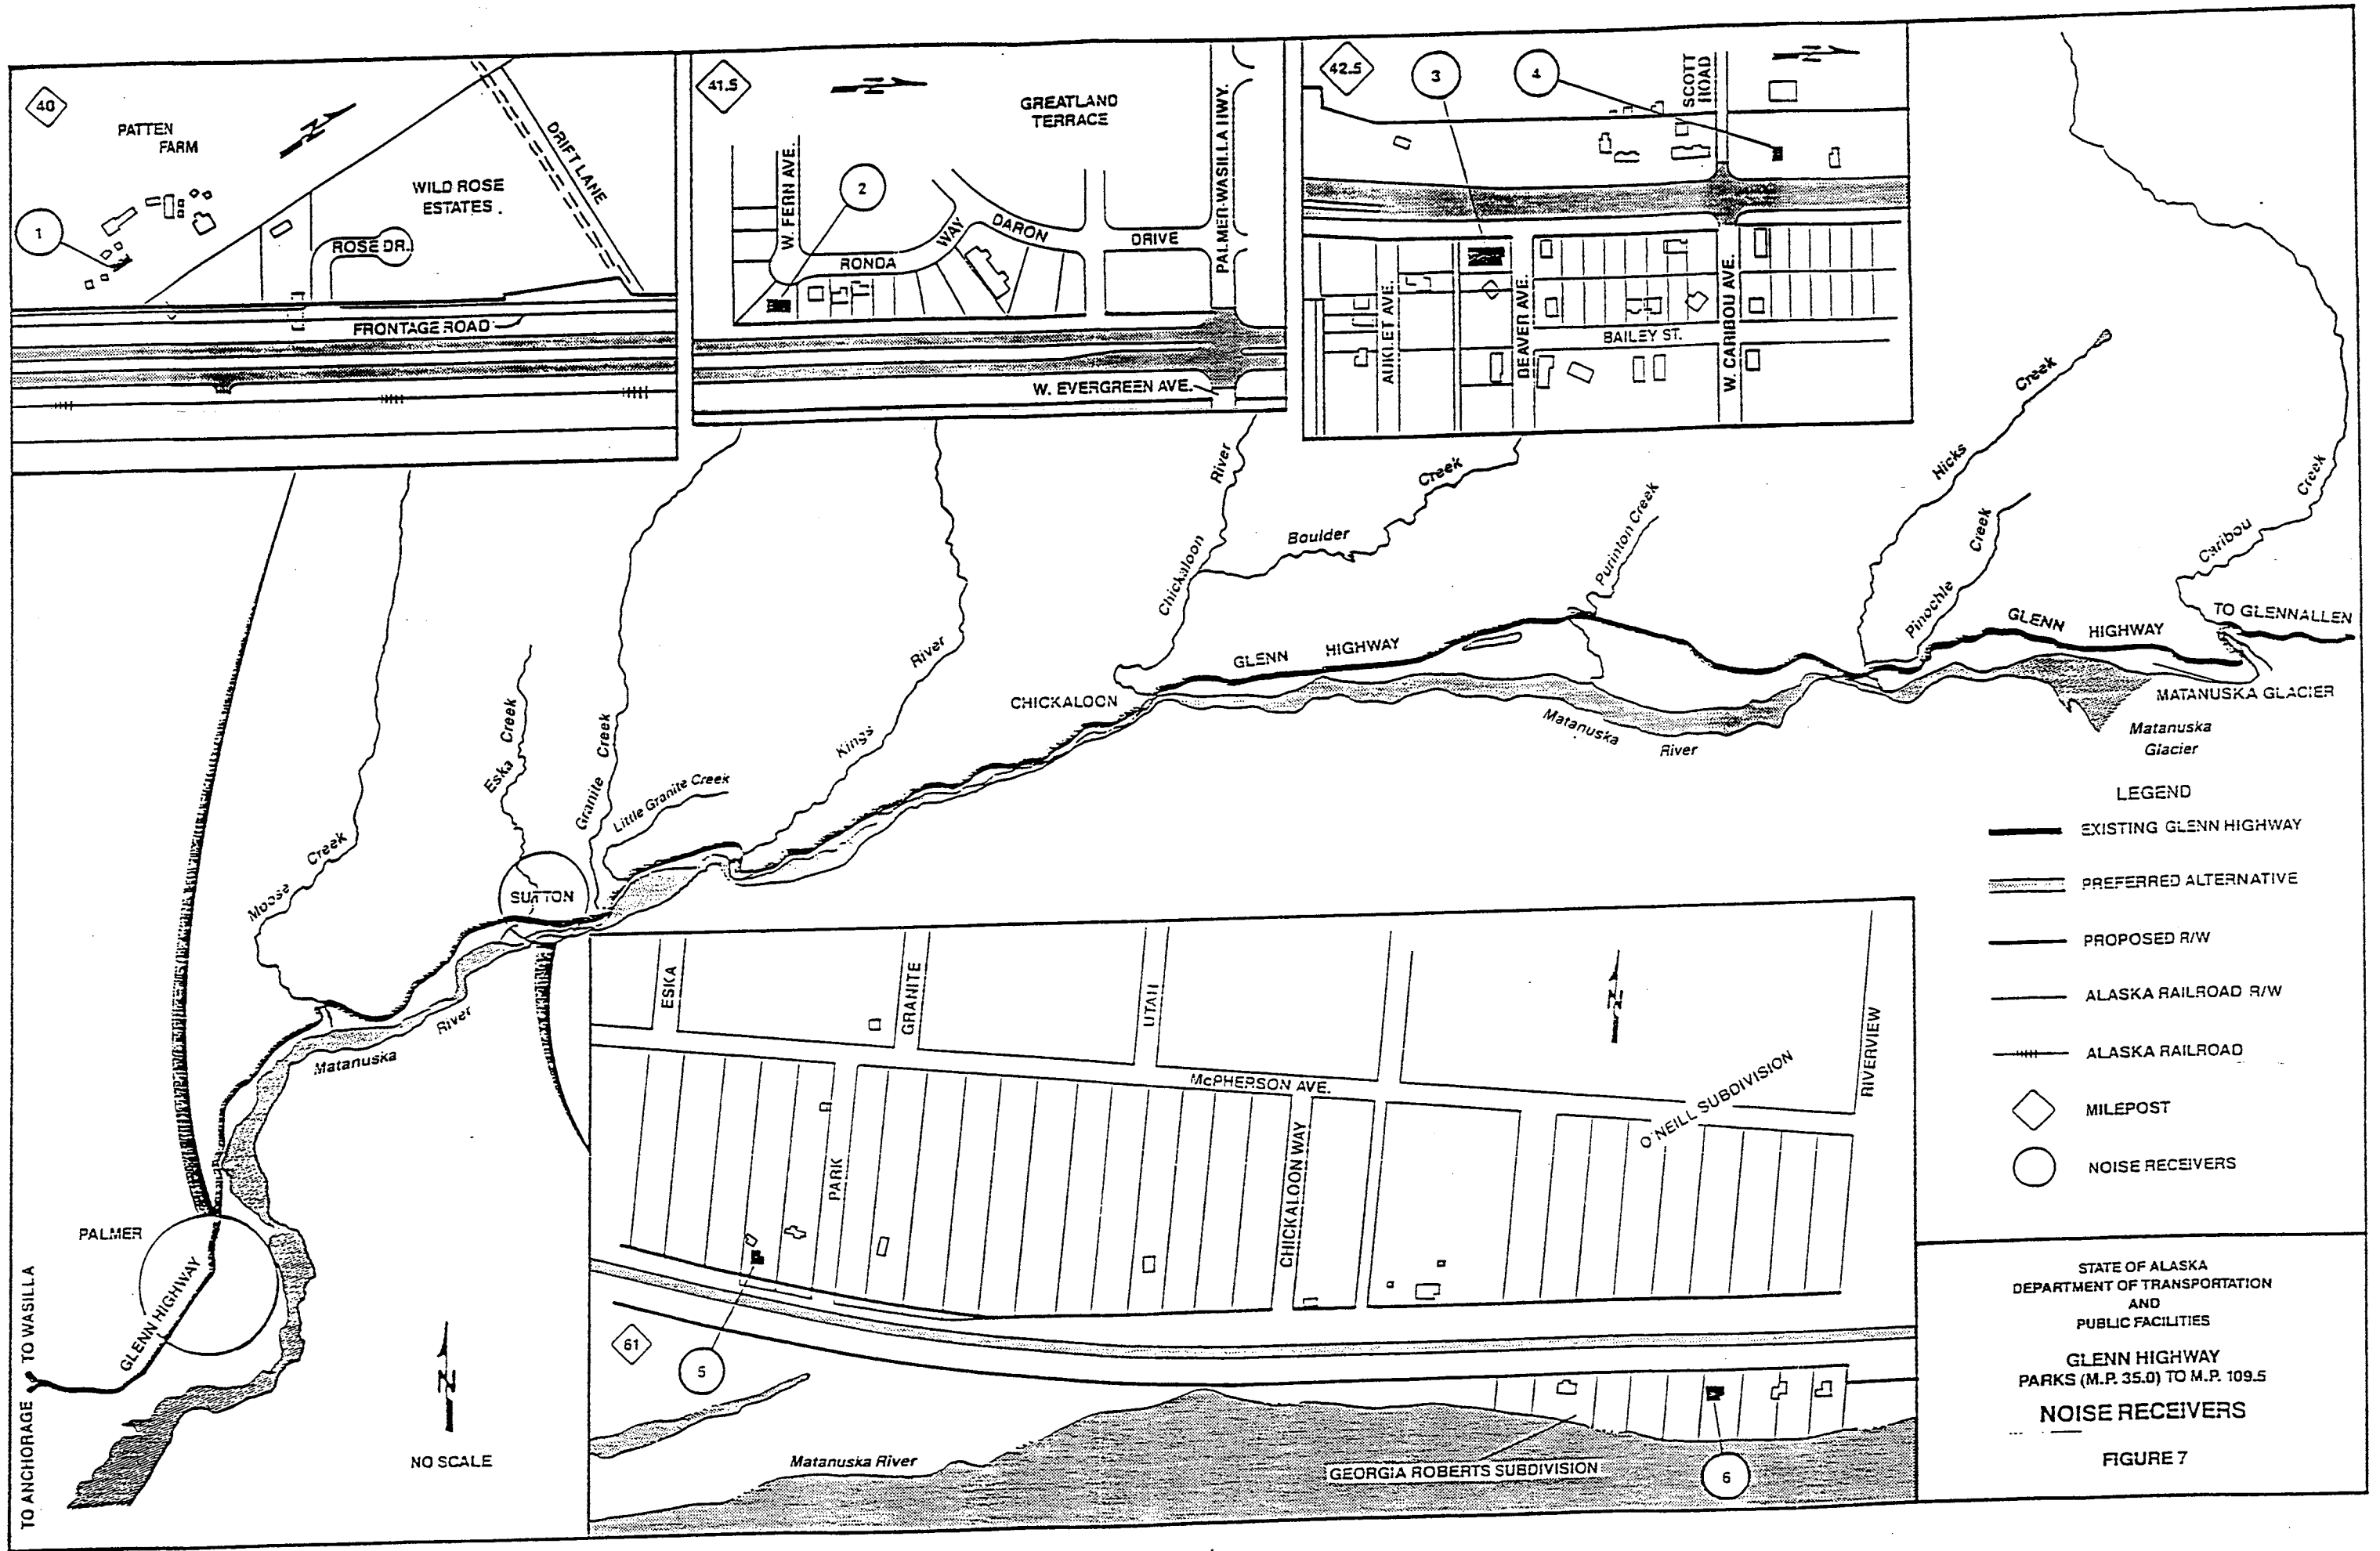 40
PATTEN
FARM
1
WILD ROSE
ESTATES
DRIFT LANE
ROSE DR.
FRONTAGE ROAD
41.5
GREATLAND
TERRACE
2
W. FERN AVE.
RONDA
WAY
DARON
DRIVE
PALMER-WASILLA HWY.
W. EVERGREEN AVE.
42.5
3
4
SCOTT
ROAD
AUKLET AVE.
BEAVER AVE.
W. CARIBOU AVE.
BAILEY ST.
Moose
Creek
Eska
Creek
Granite
Creek
Little Granite Creek
Kings
River
Chickaloon
River
Boulder
Creek
Purinton Creek
Hicks
Creek
Pinochle
Creek
Caribou
Creek
TO GLENNALLEN
GLENN
HIGHWAY
GLENN
HIGHWAY
CHICKALOON
MATANUSKA GLACIER
Matanuska
Glacier
Matanuska
River
SUTTON
Matanuska
River
PALMER
GLENN HIGHWAY
TO ANCHORAGE
TO WASILLA
N
NO SCALE
ESKA
GRANITE
UTAH
RIVERVIEW
N
McPHERSON AVE.
O'NEILL SUBDIVISION
PARK
CHICKALOON WAY
61
5
Matanuska River
GEORGIA ROBERTS SUBDIVISION
6
LEGEND
EXISTING GLENN HIGHWAY
PREFERRED ALTERNATIVE
PROPOSED R/W
ALASKA RAILROAD R/W
ALASKA RAILROAD
MILEPOST
NOISE RECEIVERS
STATE OF ALASKA
DEPARTMENT OF TRANSPORTATION
AND
PUBLIC FACILITIES
GLENN HIGHWAY
PARKS (M.P. 35.0) TO M.P. 109.5
NOISE RECEIVERS
FIGURE 7